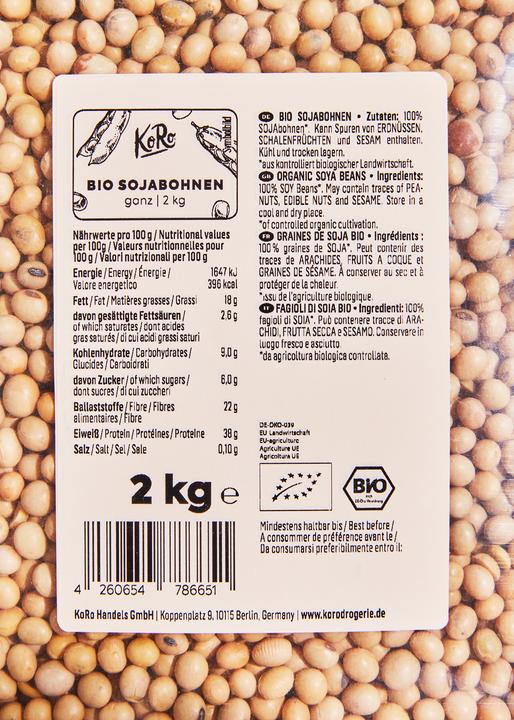 KoRo
Symbolbild
BIO SOJABOHNEN
ganz | 2 kg
Nährwerte pro 100 g / Nutritional values
per 100g / Valeurs nutritionnelles pour
100 g / Valori nutrizionali per 100 g
Energie / Energy / Énergie / 1647 kJ
Valore energetico 396 kcal
Fett / Fat / Matières grasses / Grassi 18 g
davon gesättigte Fettsäuren / 2,6 g
of which saturates / dont acides
gras saturés / di cui acidi grassi saturi
Kohlenhydrate / Carbohydrates / 9,0 g
Glucides / Carboidrati
davon Zucker / of which sugars / 6,0 g
dont sucres / di cui zuccheri
Ballaststoffe / Fibre / Fibres 22 g
alimentaires / Fibre
Eiweiß / Protein / Protéines / Proteine 38 g
Salz / Salt / Sel / Sale 0,10 g
2 kg e
4 260654 786651
DE BIO SOJABOHNEN • Zutaten: 100%
SOJAbohnen*. Kann Spuren von ERDNÜSSEN,
SCHALENFRÜCHTEN und SESAM enthalten.
Kühl und trocken lagern.
*aus kontrolliert biologischer Landwirtschaft.
GB ORGANIC SOYA BEANS • Ingredients:
100% SOY Beans*. May contain traces of PEA-
NUTS, EDIBLE NUTS and SESAME. Store in a
cool and dry place.
*of controlled organic cultivation.
FR GRAINES DE SOJA BIO • Ingrédients :
100% graines de SOJA*. Peut contenir des
traces de ARACHIDES, FRUITS A COQUE et
GRAINES DE SÉSAME. À conserver au sec et à
protéger de la chaleur.
*issu de l'agriculture biologique.
IT FAGIOLI DI SOIA BIO • Ingredienti: 100%
fagioli di SOIA*. Può contenere tracce di ARA-
CHIDI, FRUTTA SECCA e SESAMO. Conservare in
luogo fresco e asciutto.
*da agricoltura biologica controllata.
DE-ÖKO-039
EU Landwirtschaft
EU-agriculture
Agriculture UE
Agricoltura UE
BIO
nach
EG-Öko-Verordnung
Mindestens haltbar bis / Best before /
A consommer de préférence avant le /
Da consumarsi preferibilmente entro il:
KoRo Handels GmbH | Koppenplatz 9, 10115 Berlin, Germany | www.korodrogerie.de